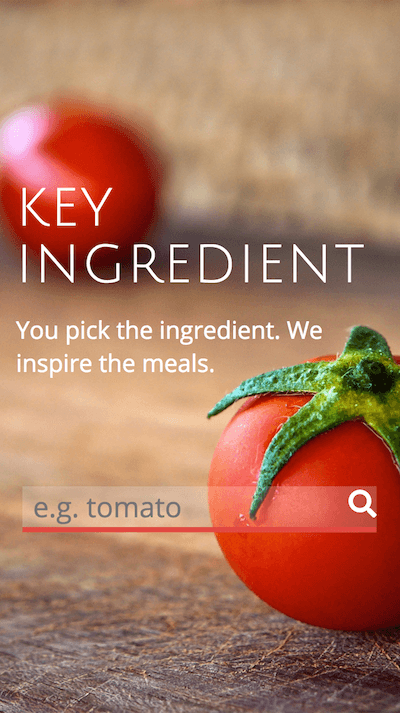 KEY
INGREDIENT
You pick the ingredient. We
inspire the meals.
e.g. tomato